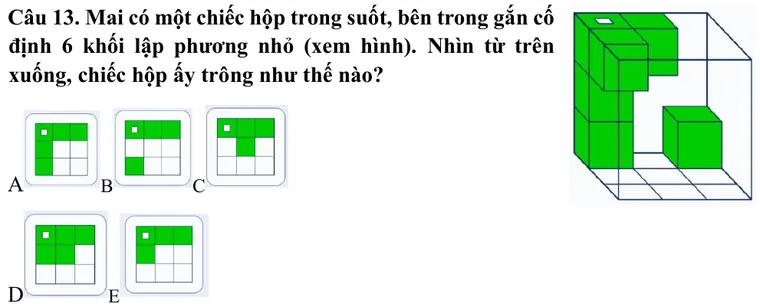 Câu 13. Mai có một chiếc hộp trong suốt, bên trong gắn cố
định 6 khối lập phương nhỏ (xem hình). Nhìn từ trên
xuống, chiếc hộp ấy trông như thế nào?
A B C
D E